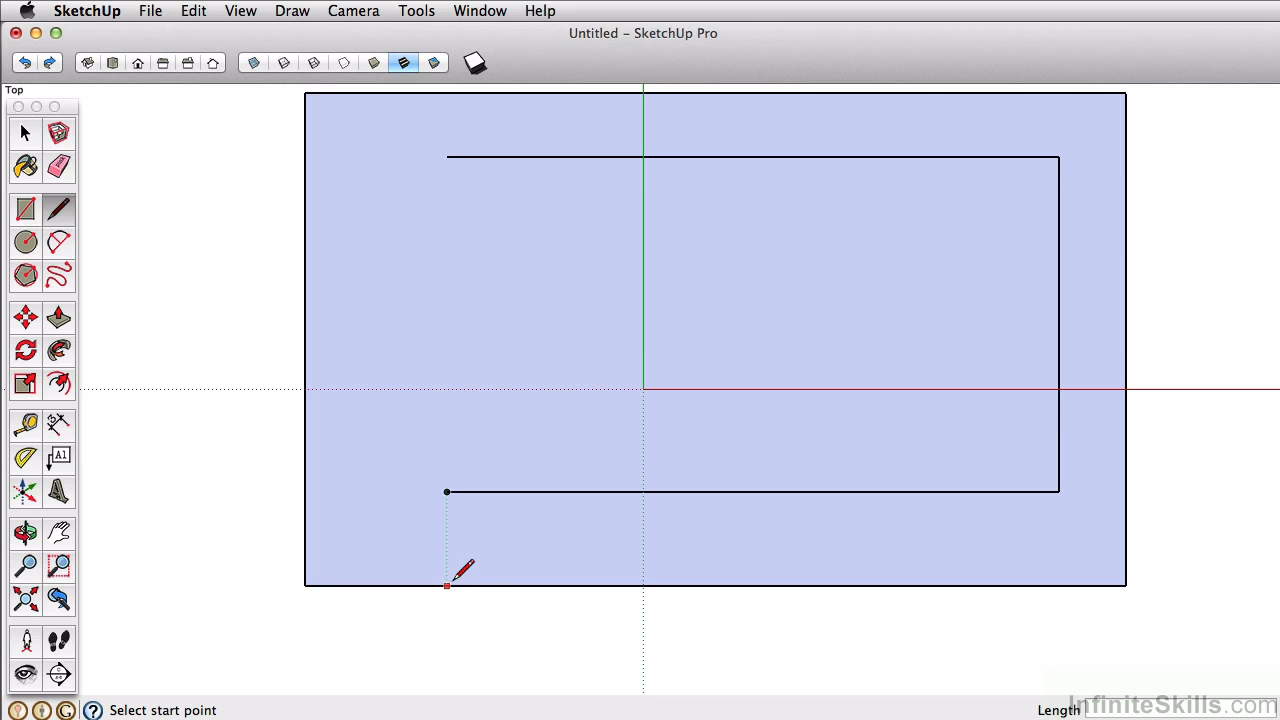 SketchUp File Edit View Draw Camera Tools Window Help
Untitled – SketchUp Pro
Top
A1
Select start point
Length
InfiniteSkills.com